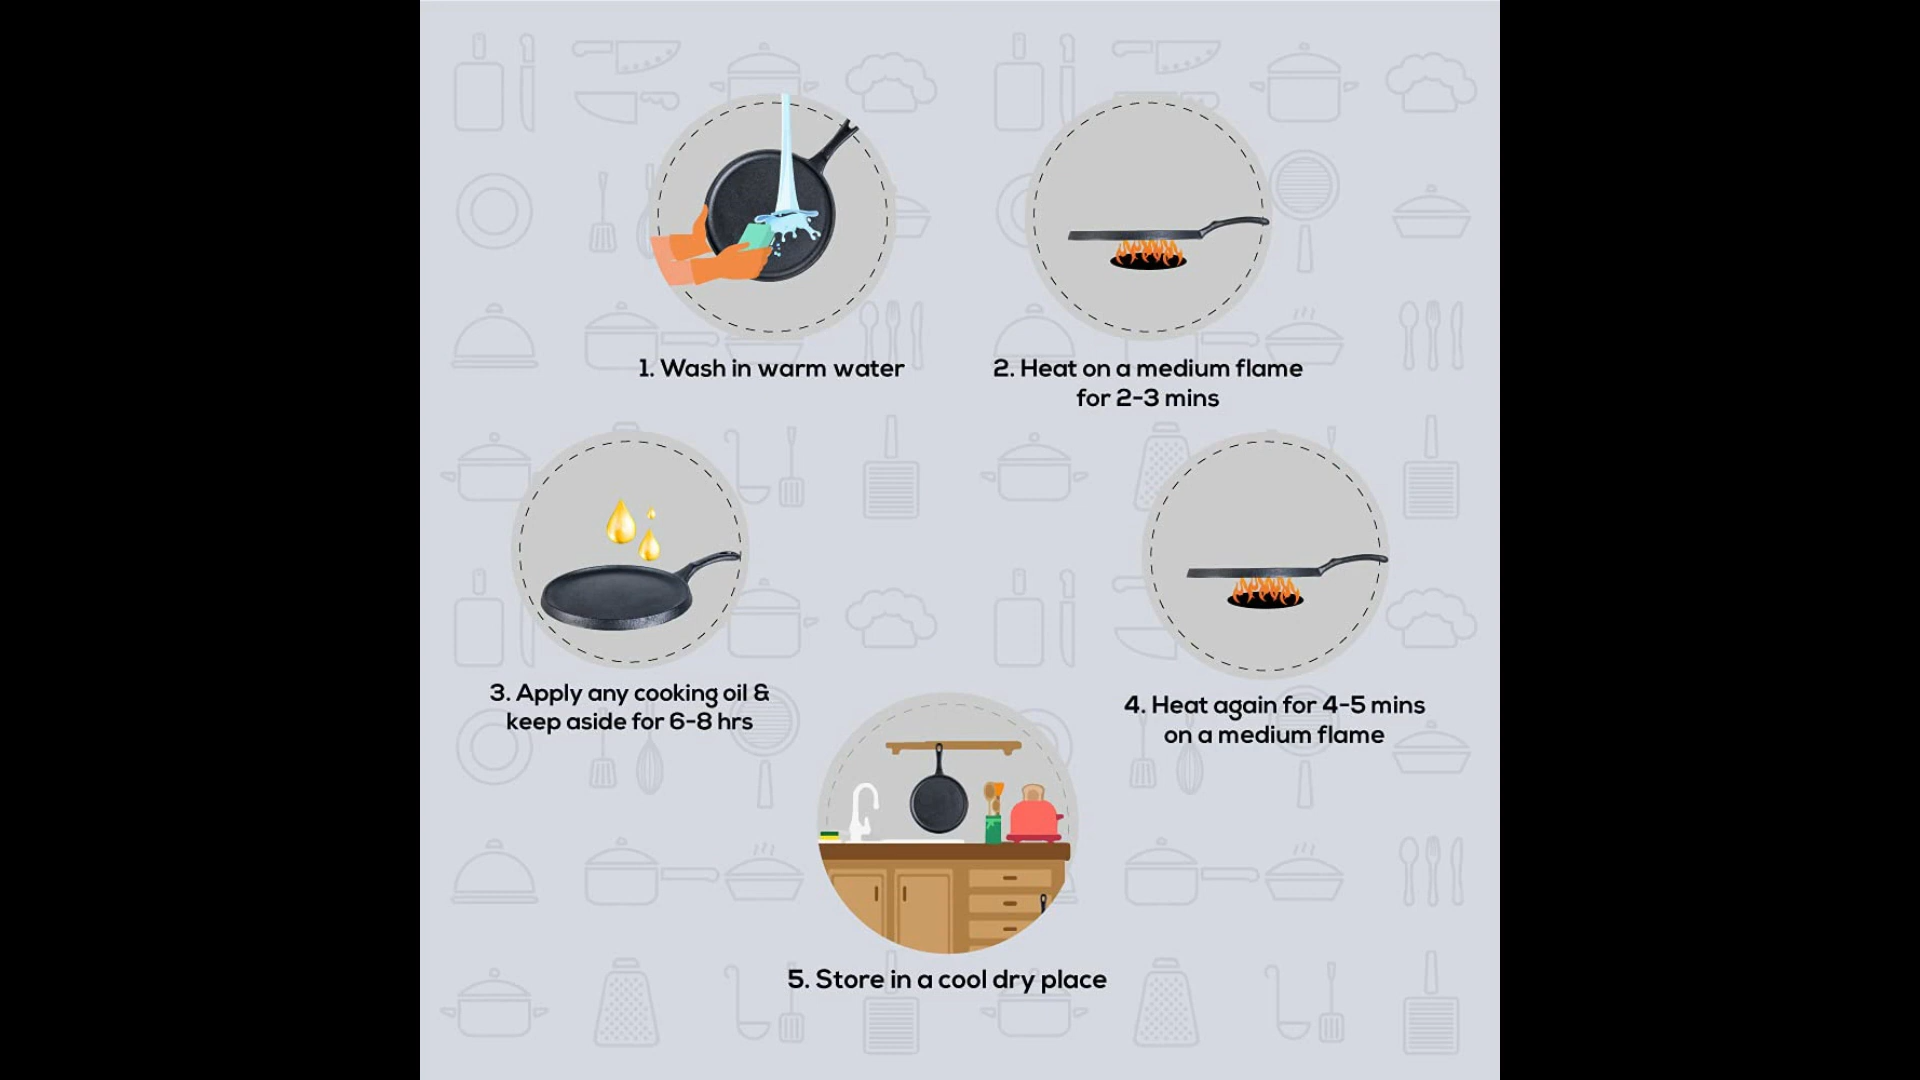 1. Wash in warm water
2. Heat on a medium flame
for 2-3 mins
3. Apply any cooking oil &
keep aside for 6-8 hrs
4. Heat again for 4-5 mins
on a medium flame
5. Store in a cool dry place